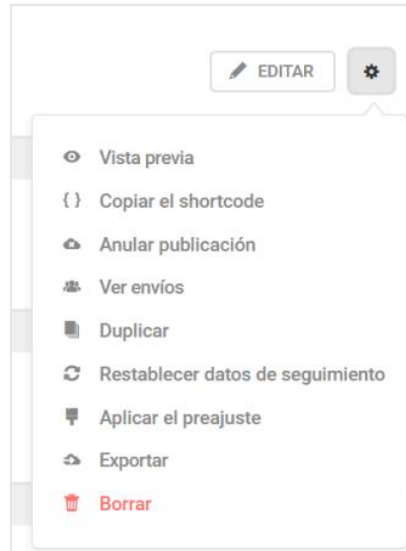 EDITAR
Vista previa
{ } Copiar el shortcode
Anular publicación
Ver envíos
Duplicar
Restablecer datos de seguimiento
Aplicar el preajuste
Exportar
Borrar